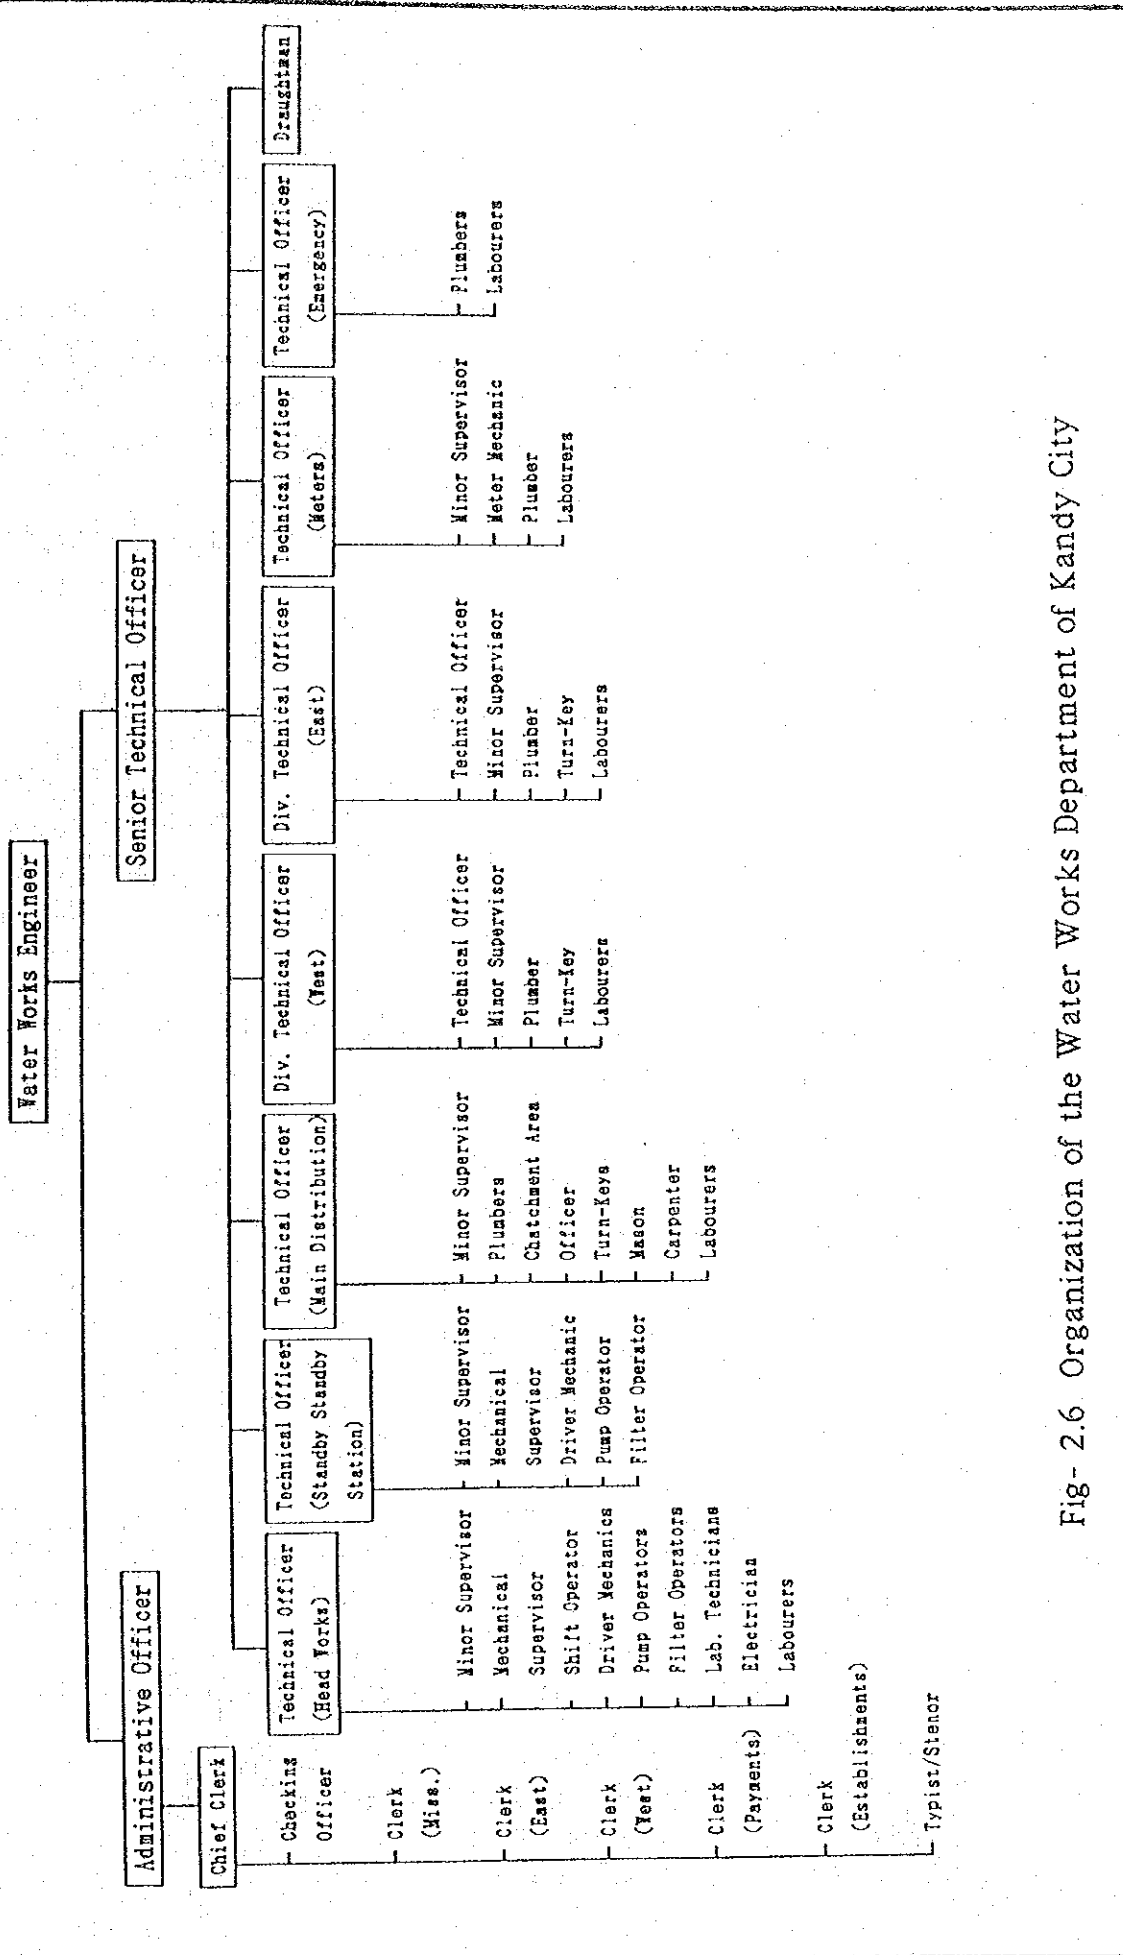 Water Works Engineer
Administrative Officer
Senior Technical Officer
Chief Clerk
Checking
Officer
Clerk
(Miss.)
Clerk
(East)
Clerk
(West)
Clerk
(Payments)
Clerk
(Establishments)
Typist/Stenor
Technical Officer
(Head Works)
Minor Supervisor
Mechanical
Supervisor
Shift Operator
Driver Mechanics
Pump Operators
Filter Operators
Lab. Technicians
Electrician
Labourers
Technical Officer
(Standby Standby
Station)
Minor Supervisor
Mechanical
Supervisor
Driver Mechanic
Pump Operator
Filter Operator
Technical Officer
(Main Distribution)
Minor Supervisor
Plumbers
Chatchment Area
Officer
Turn-Keys
Mason
Carpenter
Labourers
Div. Technical Officer
(West)
Technical Officer
Minor Supervisor
Plumber
Turn-Key
Labourers
Div. Technical Officer
(East)
Technical Officer
Minor Supervisor
Plumber
Turn-Key
Labourers
Technical Officer
(Meters)
Minor Supervisor
Meter Mechanic
Plumber
Labourers
Technical Officer
(Emergency)
Plumbers
Labourers
Draughtman
Fig- 2.6 Organization of the Water Works Department of Kandy City